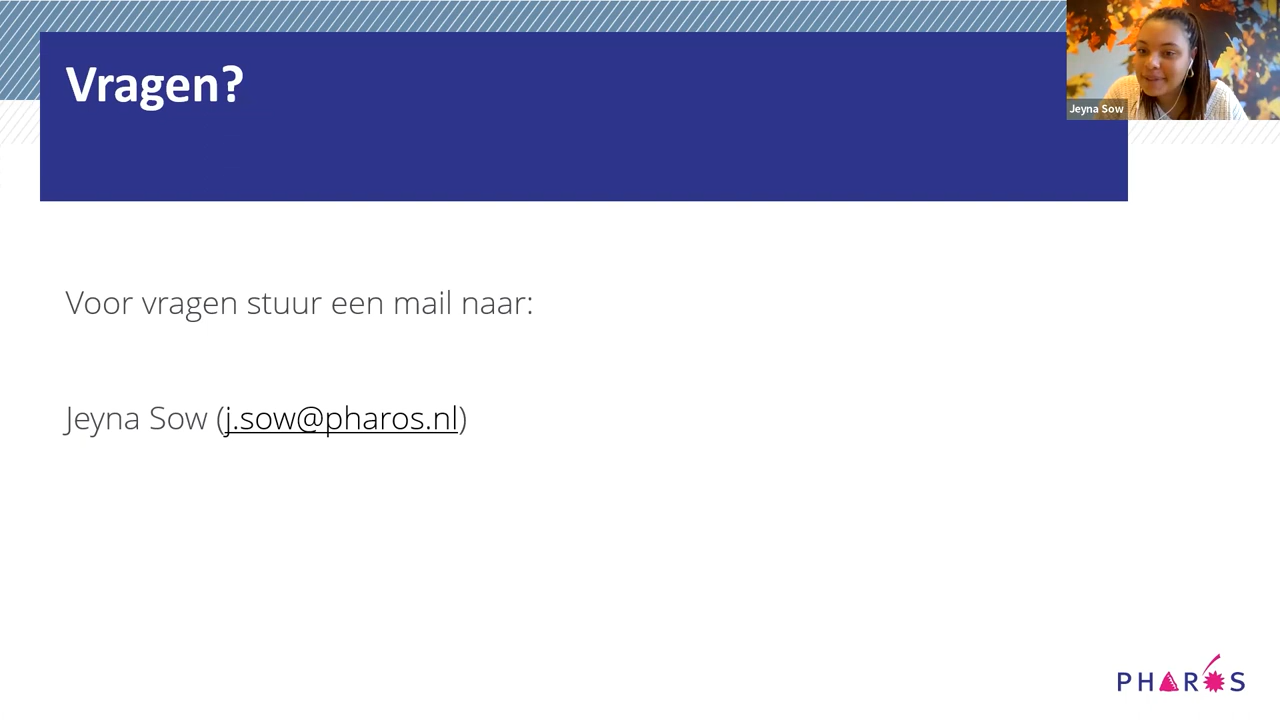 Vragen?
Jeyna Sow
Voor vragen stuur een mail naar:
Jeyna Sow (j.sow@pharos.nl)
PHAROS